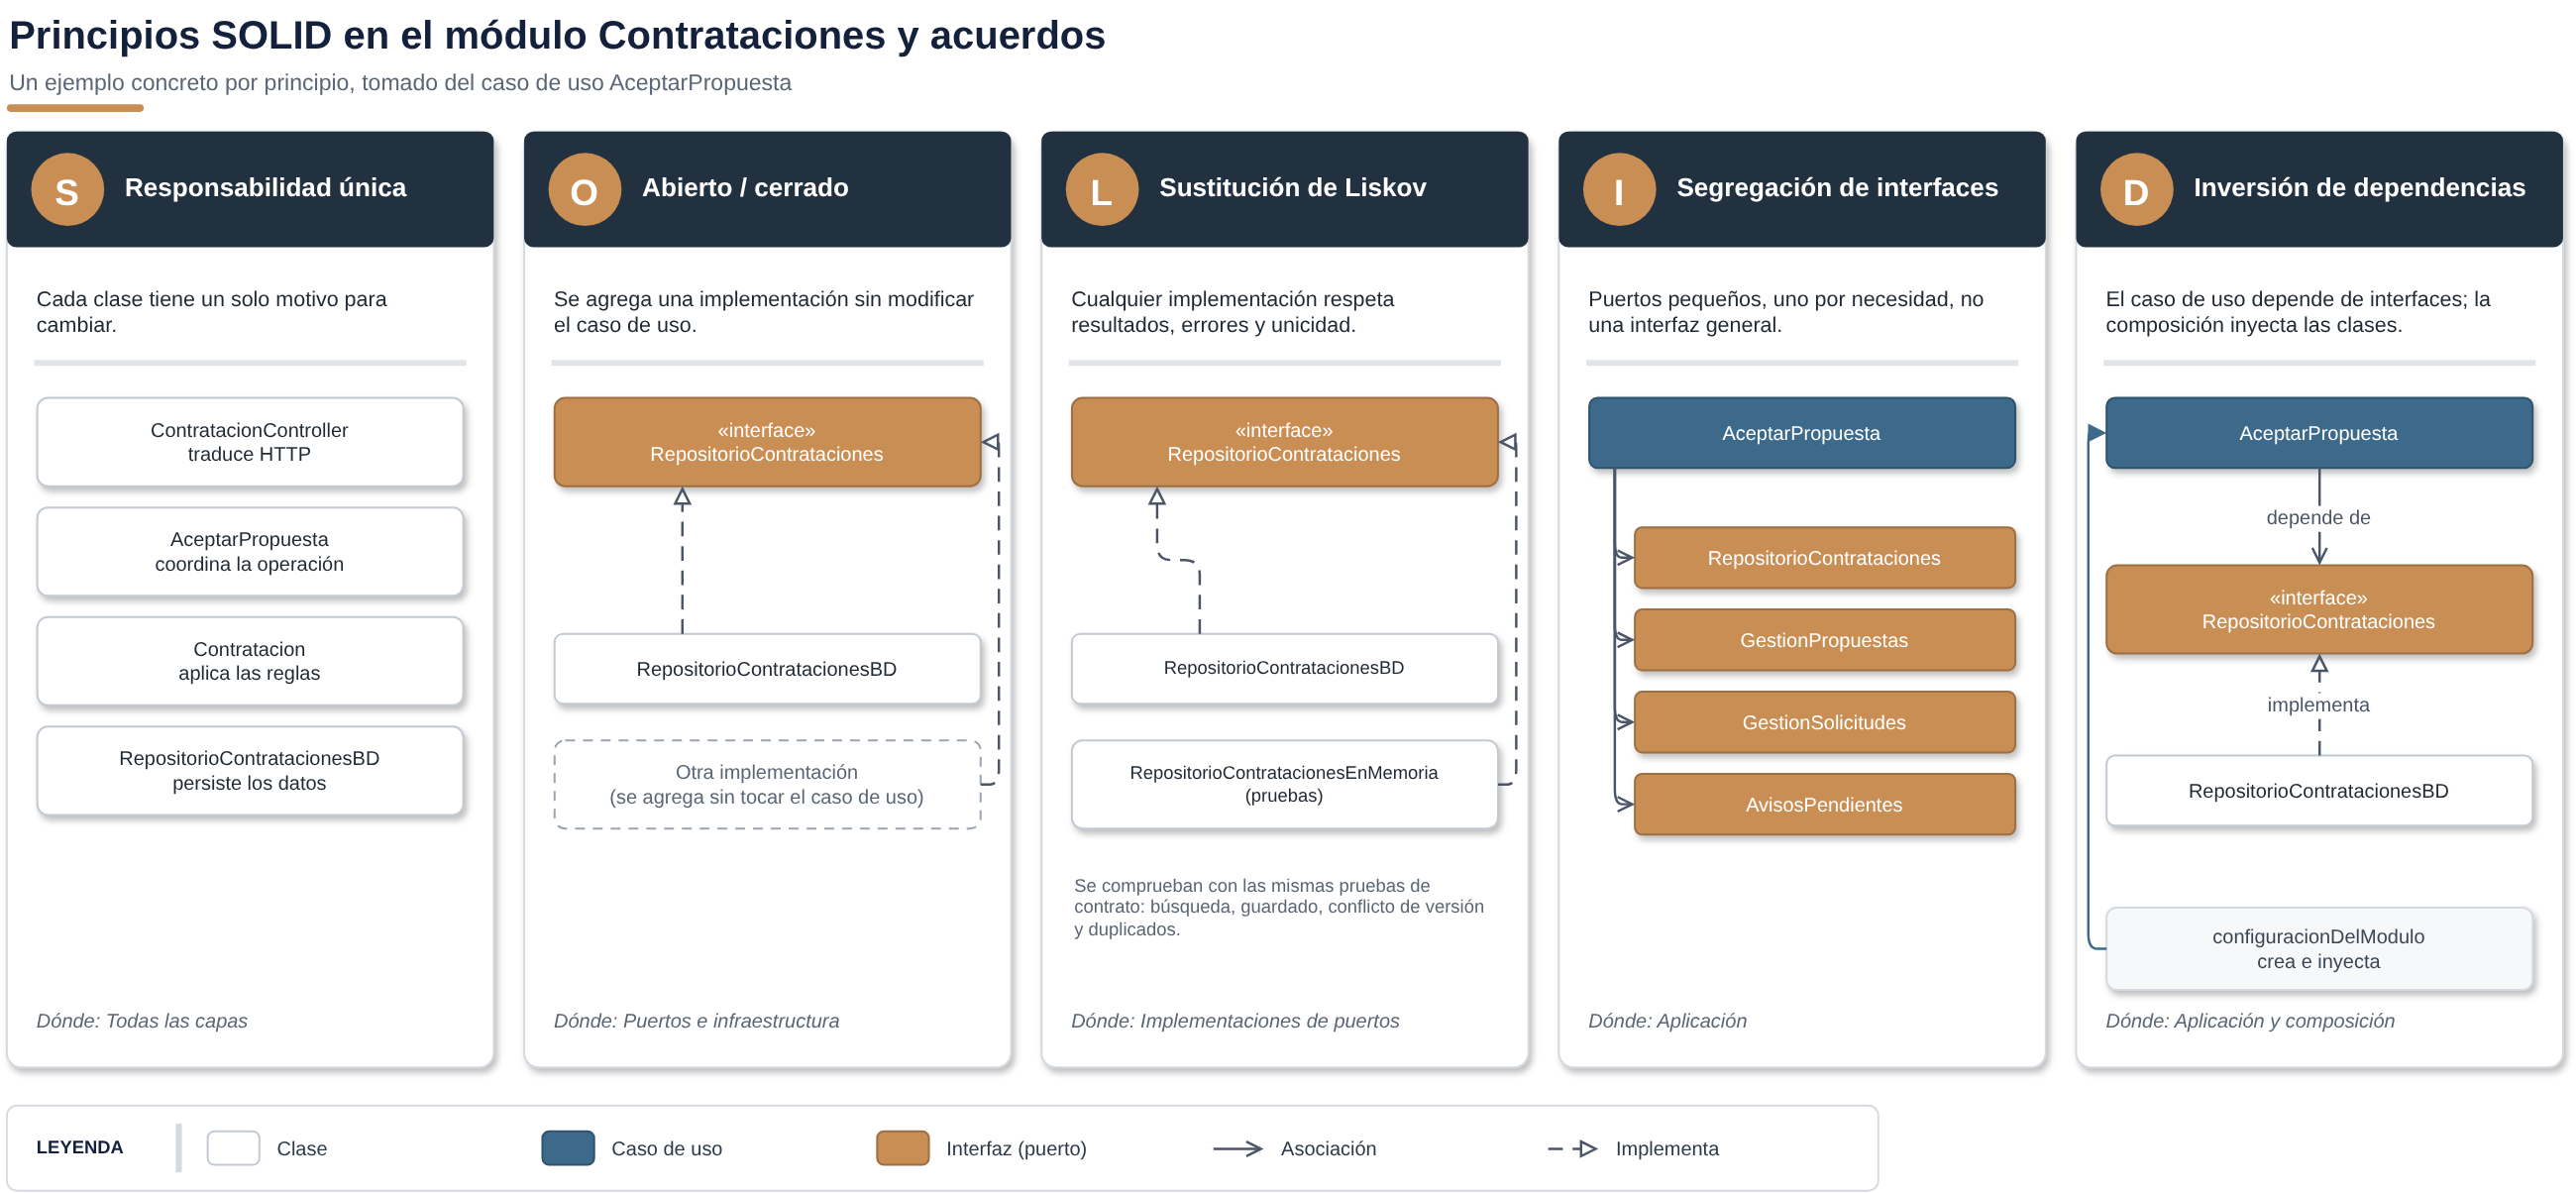 Principios SOLID en el módulo Contrataciones y acuerdos
Un ejemplo concreto por principio, tomado del caso de uso AceptarPropuesta
S
Responsabilidad única
Cada clase tiene un solo motivo para
cambiar.
ContratacionController
traduce HTTP
AceptarPropuesta
coordina la operación
Contratacion
aplica las reglas
RepositorioContratacionesBD
persiste los datos
Dónde: Todas las capas
O
Abierto / cerrado
Se agrega una implementación sin modificar
el caso de uso.
«interface»
RepositorioContrataciones
RepositorioContratacionesBD
Otra implementación
(se agrega sin tocar el caso de uso)
Dónde: Puertos e infraestructura
L
Sustitución de Liskov
Cualquier implementación respeta
resultados, errores y unicidad.
«interface»
RepositorioContrataciones
RepositorioContratacionesBD
RepositorioContratacionesEnMemoria
(pruebas)
Se comprueban con las mismas pruebas de
contrato: búsqueda, guardado, conflicto de versión
y duplicados.
Dónde: Implementaciones de puertos
I
Segregación de interfaces
Puertos pequeños, uno por necesidad, no
una interfaz general.
AceptarPropuesta
RepositorioContrataciones
GestionPropuestas
GestionSolicitudes
AvisosPendientes
Dónde: Aplicación
D
Inversión de dependencias
El caso de uso depende de interfaces; la
composición inyecta las clases.
AceptarPropuesta
depende de
«interface»
RepositorioContrataciones
implementa
RepositorioContratacionesBD
configuracionDelModulo
crea e inyecta
Dónde: Aplicación y composición
LEYENDA
Clase
Caso de uso
Interfaz (puerto)
Asociación
Implementa